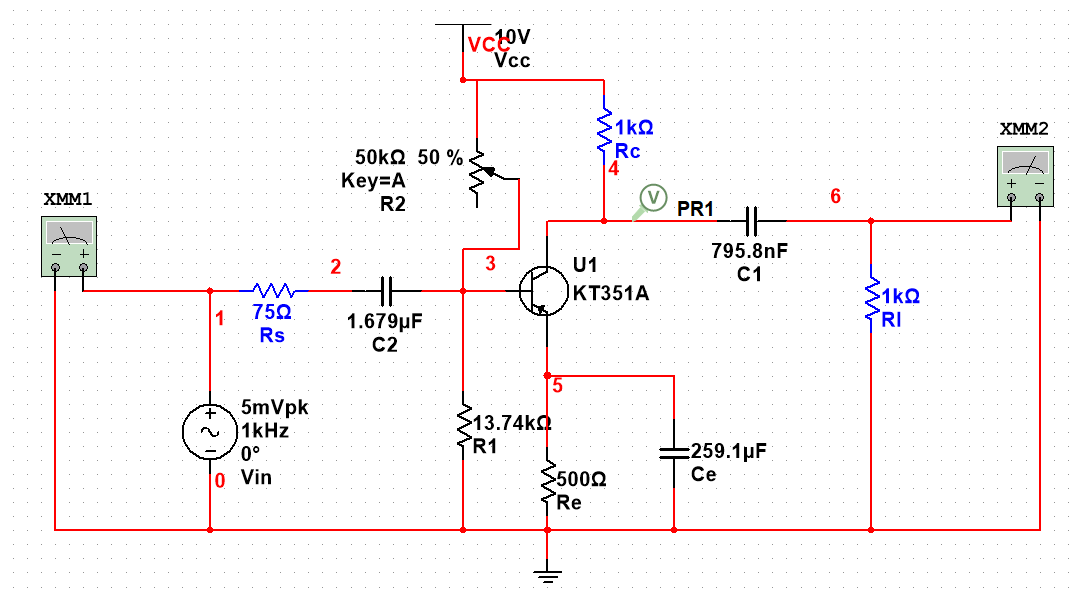 10V
VCC
Vcc
1kΩ
Rc
4
50kΩ 50 %
Key=A
R2
XMM1
− +
XMM2
+ −
V
PR1
6
795.8nF
C1
3
U1
KT351A
2
1
75Ω
Rs
1.679µF
C2
1kΩ
Rl
5
5mVpk
1kHz
0°
Vin
0
+
−
13.74kΩ
R1
259.1µF
Ce
500Ω
Re